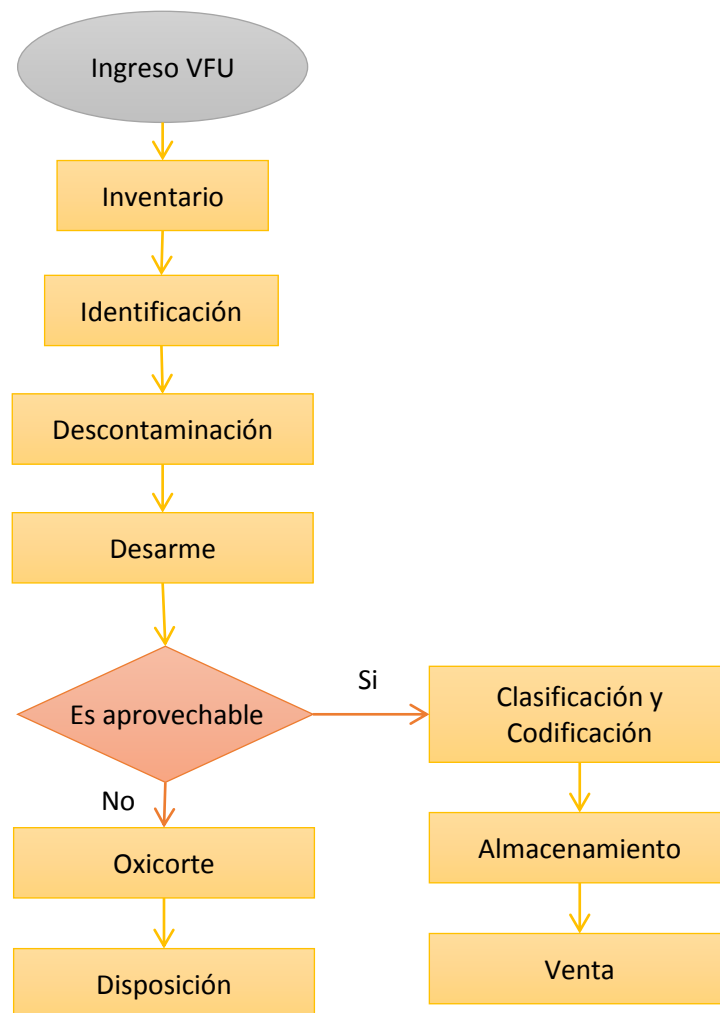 Ingreso VFU
Inventario
Identificación
Descontaminación
Desarme
Es aprovechable
Si
No
Clasificación y
Codificación
Oxicorte
Almacenamiento
Disposición
Venta